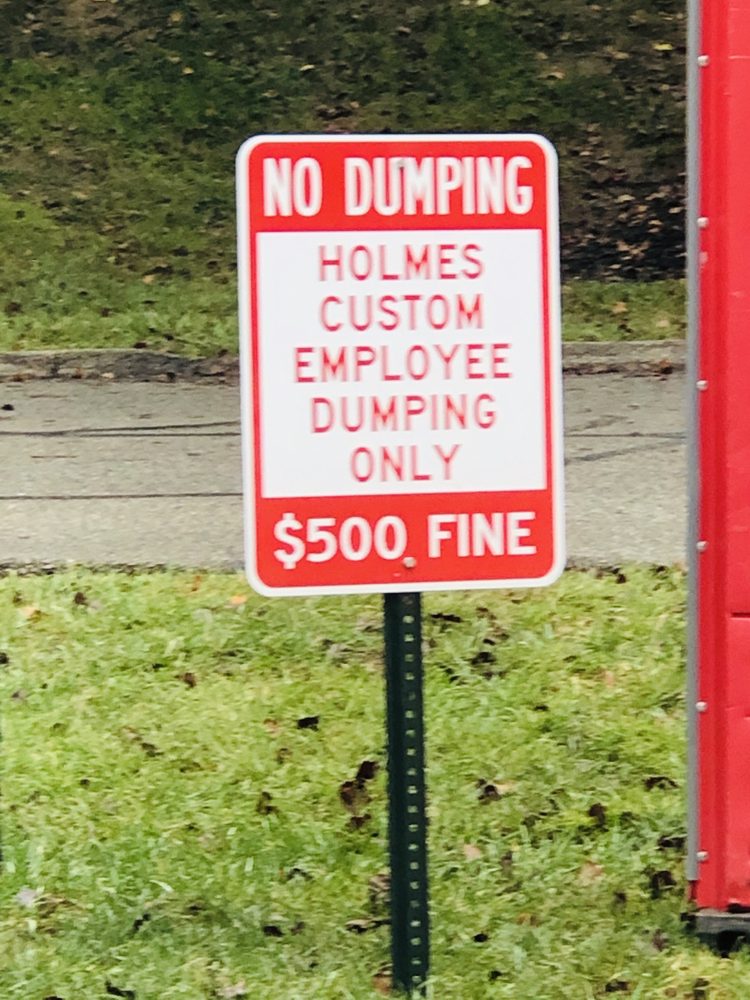 NO DUMPING
HOLMES
CUSTOM
EMPLOYEE
DUMPING
ONLY
$500 FINE